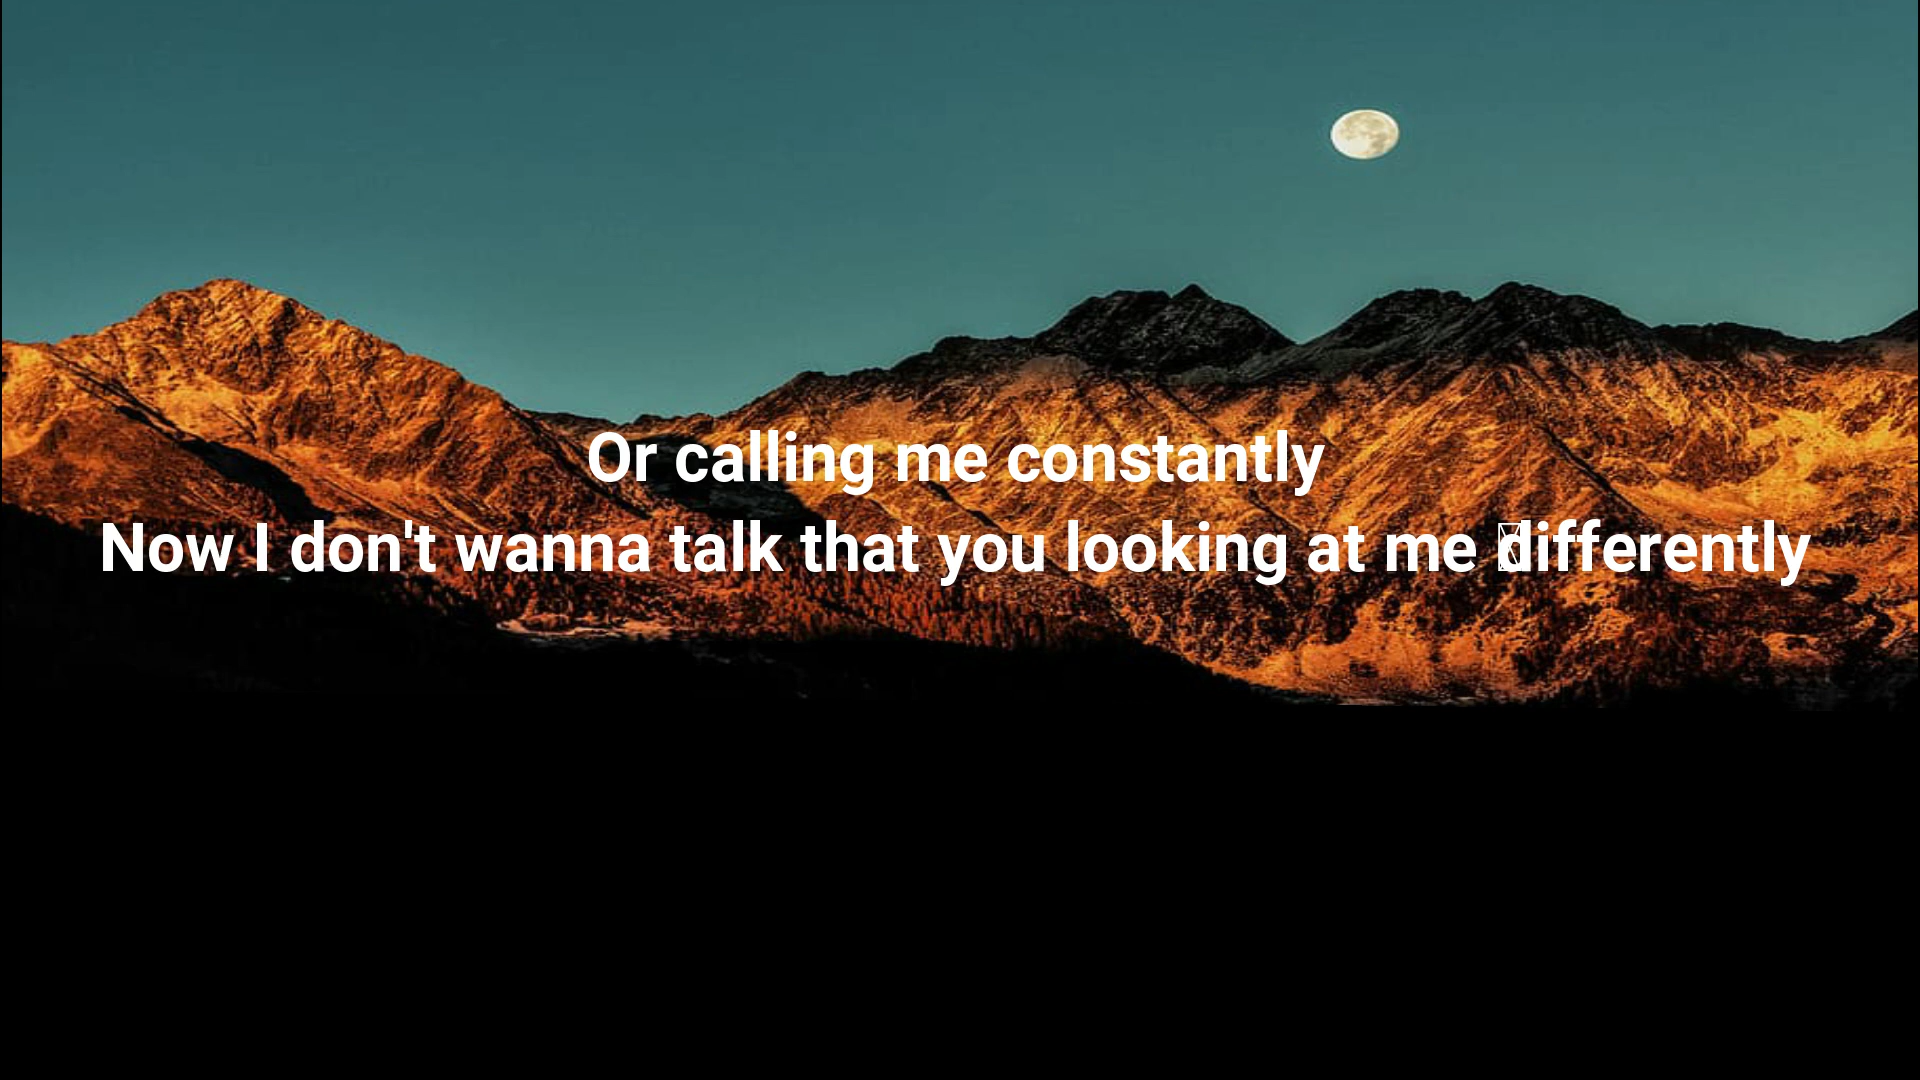 Or calling me constantly
Now I don't wanna talk that you looking at me differently